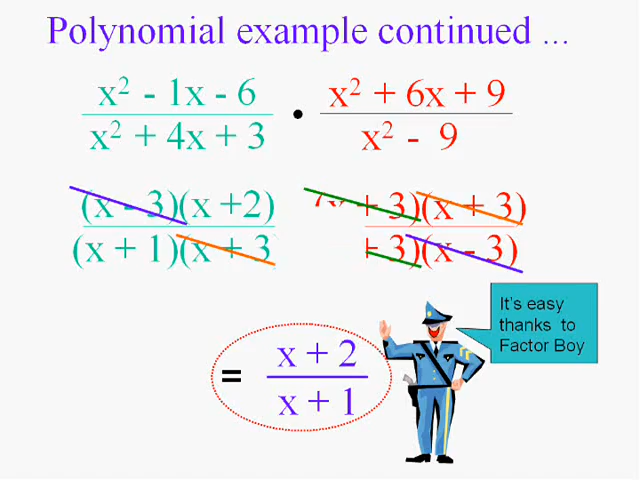 Polynomial example continued ...
x² - 1x - 6
x² + 4x + 3
•
x² + 6x + 9
x² - 9
(x - 3)(x +2)
(x + 1)(x + 3
+ 3)(x + 3)
+ 3)(x - 3)
=
x + 2
x + 1
It's easy
thanks to
Factor Boy